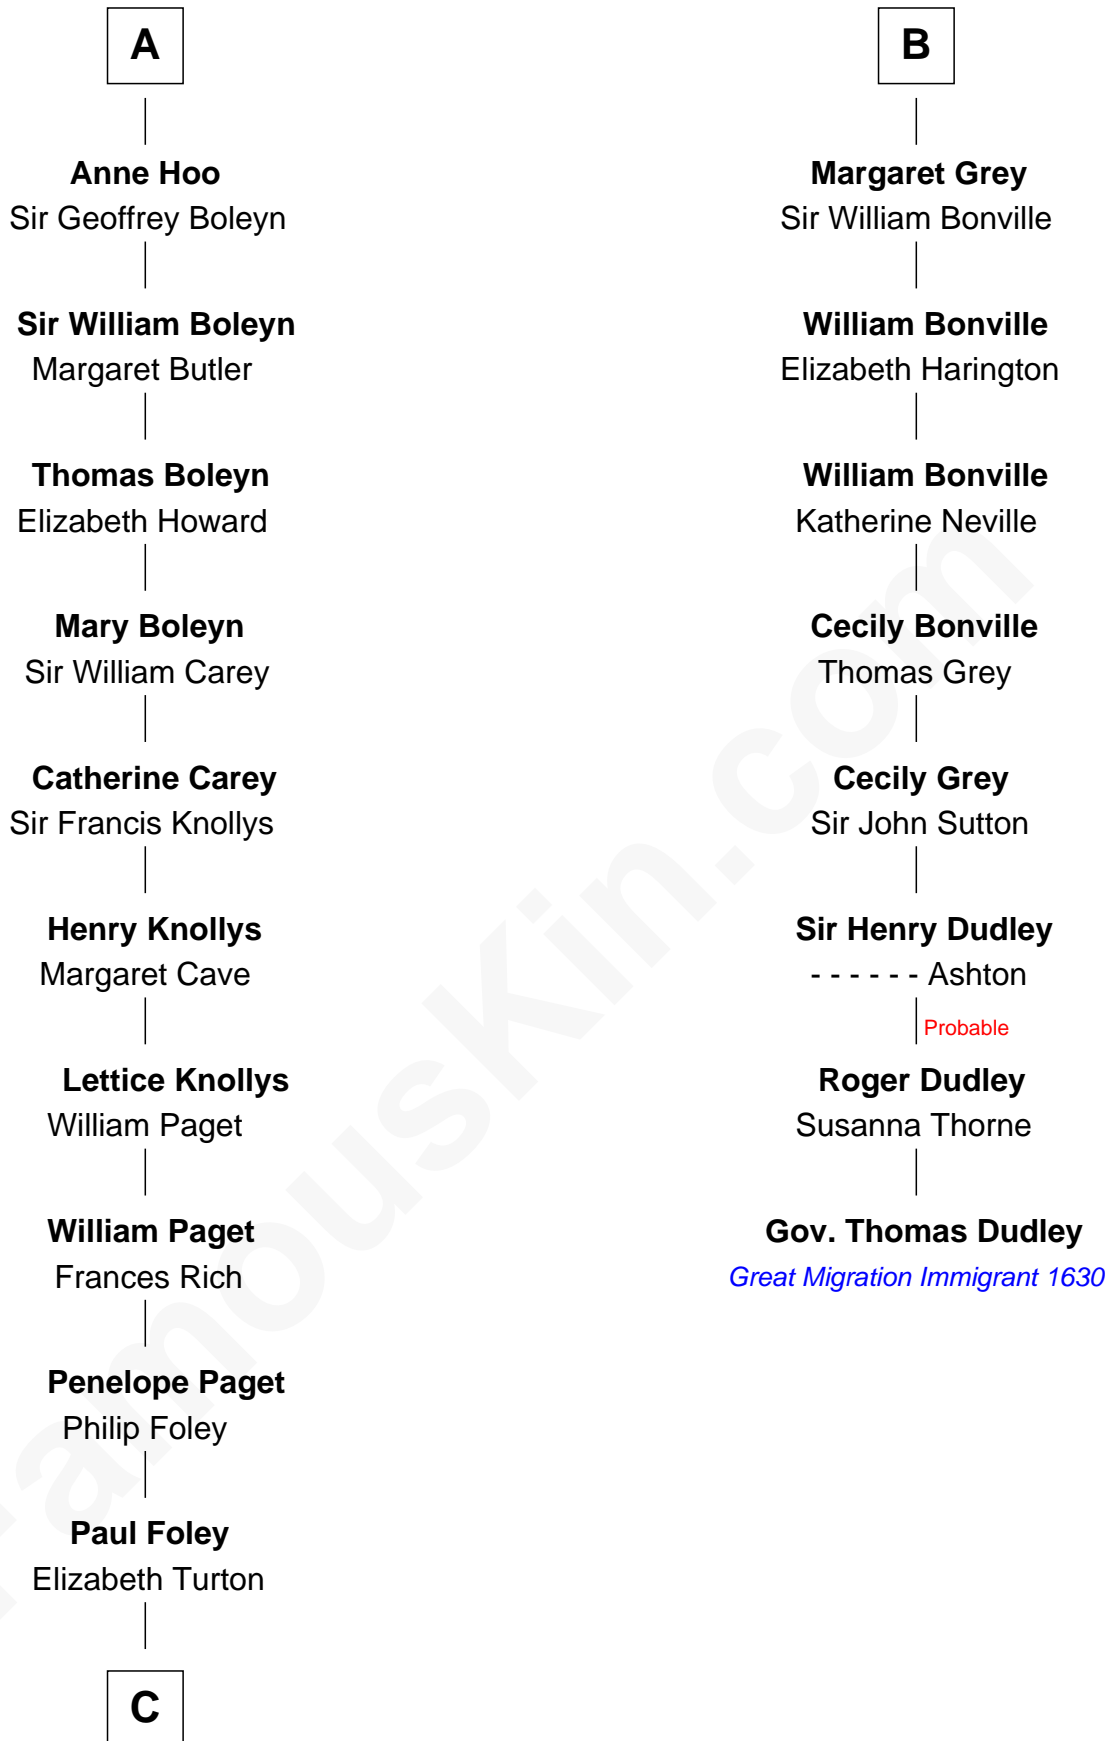 A
Anne Hoo
Sir Geoffrey Boleyn
Sir William Boleyn
Margaret Butler
Thomas Boleyn
Elizabeth Howard
Mary Boleyn
Sir William Carey
Catherine Carey
Sir Francis Knollys
Henry Knollys
Margaret Cave
Lettice Knollys
William Paget
William Paget
Frances Rich
Penelope Paget
Philip Foley
Paul Foley
Elizabeth Turton
C
B
Margaret Grey
Sir William Bonville
William Bonville
Elizabeth Harington
William Bonville
Katherine Neville
Cecily Bonville
Thomas Grey
Cecily Grey
Sir John Sutton
Sir Henry Dudley
- - - - - - Ashton
Probable
Roger Dudley
Susanna Thorne
Gov. Thomas Dudley
Great Migration Immigrant 1630
FamousKin.com